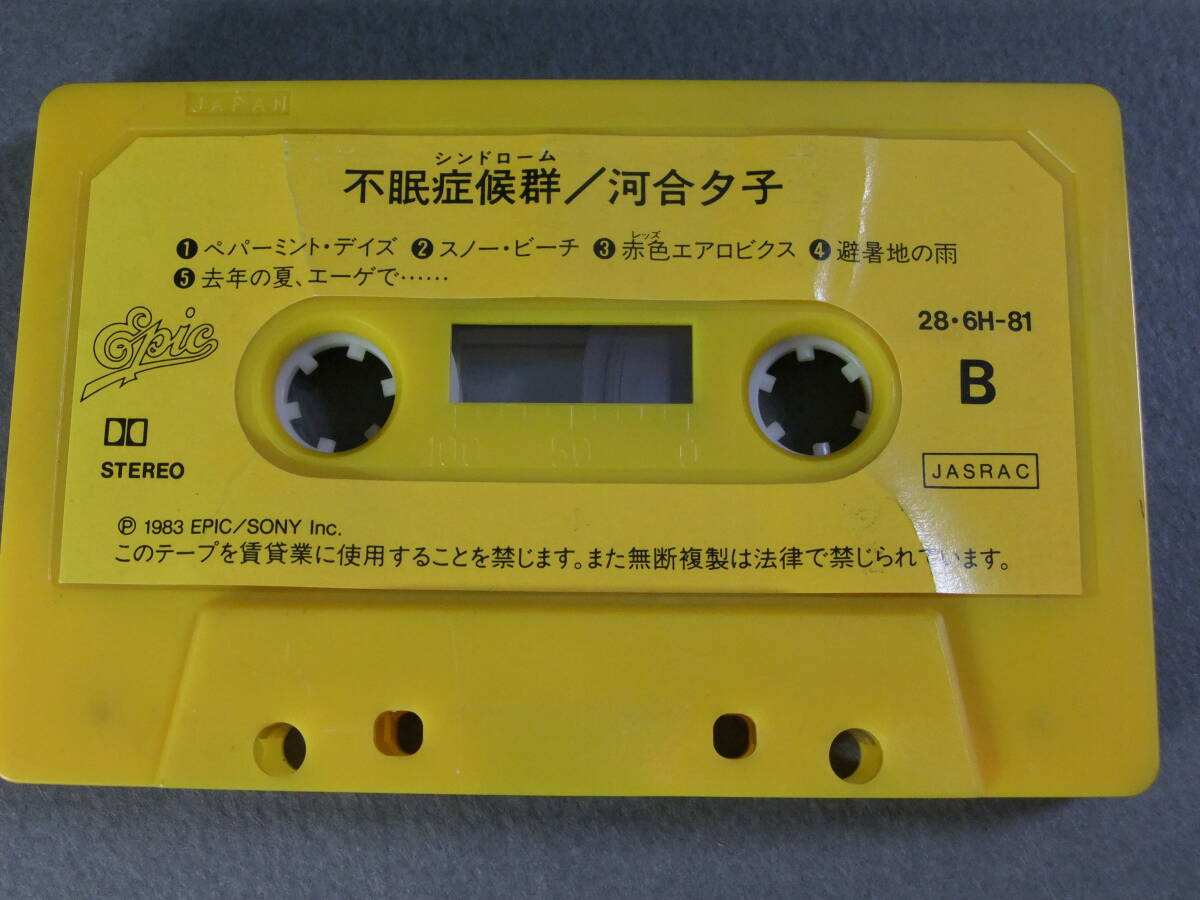 JAPAN
シンドローム
不眠症候群／河合夕子
❶ペパーミント・デイズ ❷スノー・ビーチ ❸赤色エアロビクス ❹避暑地の雨
レッズ
❺去年の夏、エーゲで……
Epic
28・6H-81
B
100 50 0
STEREO
JASRAC
Ⓟ 1983 EPIC／SONY Inc.
このテープを賃貸業に使用することを禁じます。また無断複製は法律で禁じられています。